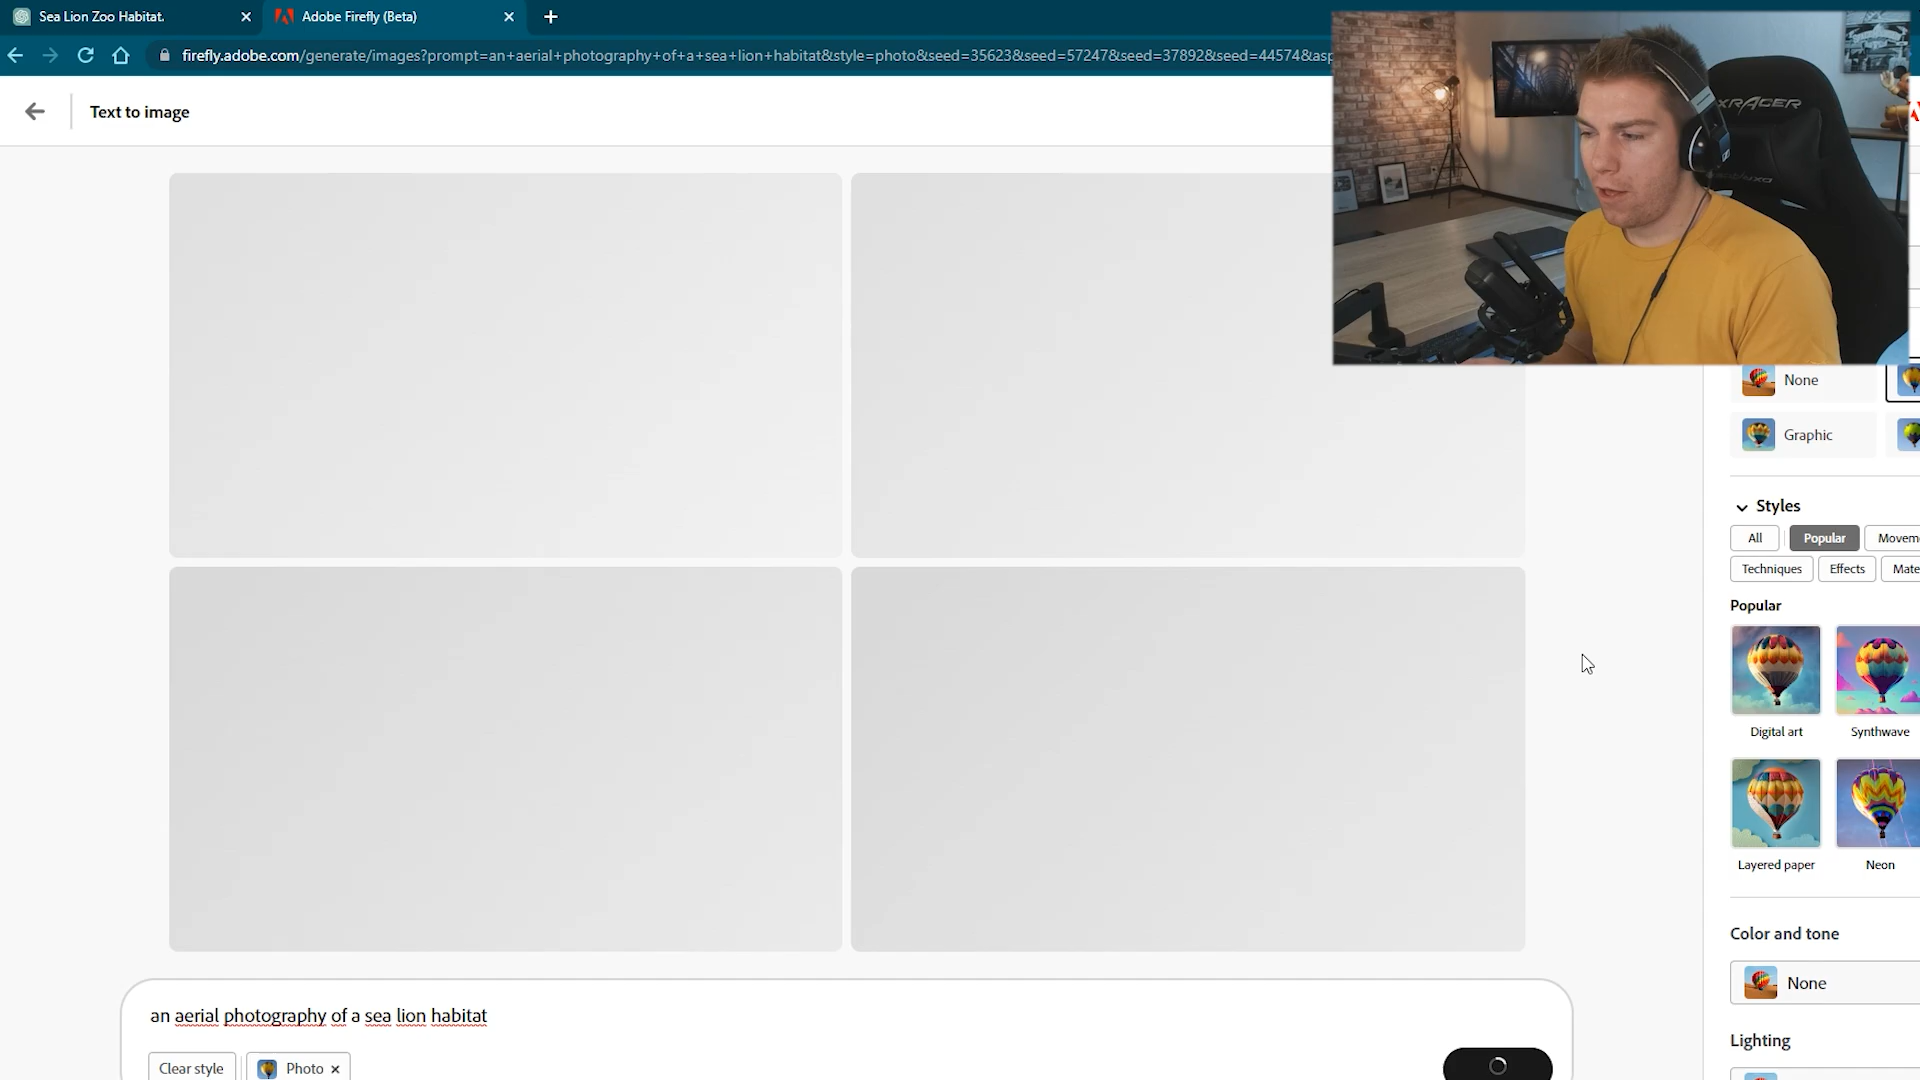 Sea Lion Zoo Habitat.
Adobe Firefly (Beta)
firefly.adobe.com/generate/images?prompt=an+aerial+photography+of+a+sea+lion+habitat&style=photo&seed=35623&seed=57247&seed=37892&seed=44574&asp
Text to image
XRACER
None
Graphic
Styles
All
Popular
Movem
Techniques
Effects
Mate
Popular
Digital art
Synthwave
Layered paper
Neon
Color and tone
None
Lighting
an aerial photography of a sea lion habitat
Clear style
Photo